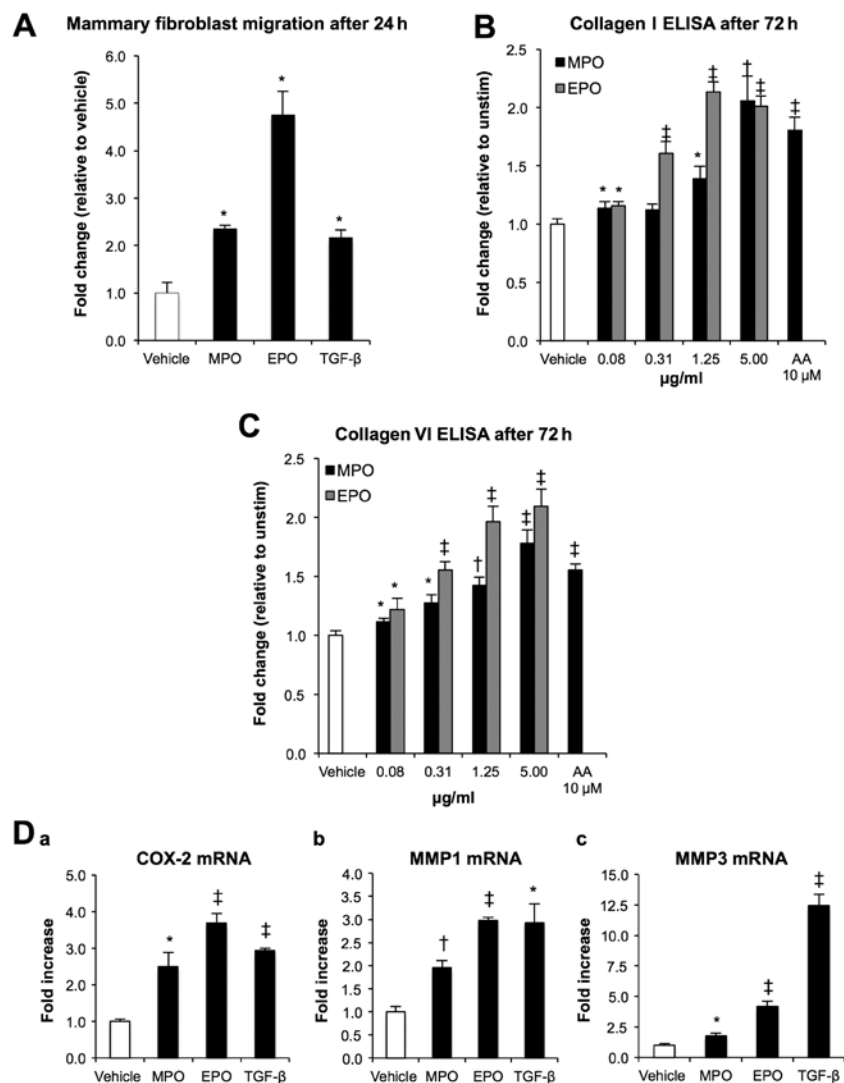 A
Mammary fibroblast migration after 24 h
Fold change (relative to vehicle)
6.0
5.0
4.0
3.0
2.0
1.0
0.0
*
*
*
Vehicle MPO EPO TGF-β
B
Collagen I ELISA after 72 h
MPO
EPO
Fold change (relative to unstim)
2.5
2.0
1.5
1.0
0.5
0.0
* * ‡ * ‡ † ‡ ‡
Vehicle 0.08 0.31 1.25 5.00 AA
10 µM
µg/ml
C
Collagen VI ELISA after 72 h
MPO
EPO
Fold change (relative to unstim)
2.5
2.0
1.5
1.0
0.5
0.0
* * * ‡ † ‡ ‡ ‡ ‡
Vehicle 0.08 0.31 1.25 5.00 AA
10 µM
µg/ml
D a
COX-2 mRNA
Fold increase
5.0
4.0
3.0
2.0
1.0
0.0
* ‡ ‡
Vehicle MPO EPO TGF-β
b
MMP1 mRNA
Fold increase
4.0
3.5
3.0
2.5
2.0
1.5
1.0
0.5
0.0
† ‡ *
Vehicle MPO EPO TGF-β
c
MMP3 mRNA
Fold increase
15.0
12.5
10.0
7.5
5.0
2.5
0.0
* ‡ ‡
Vehicle MPO EPO TGF-β